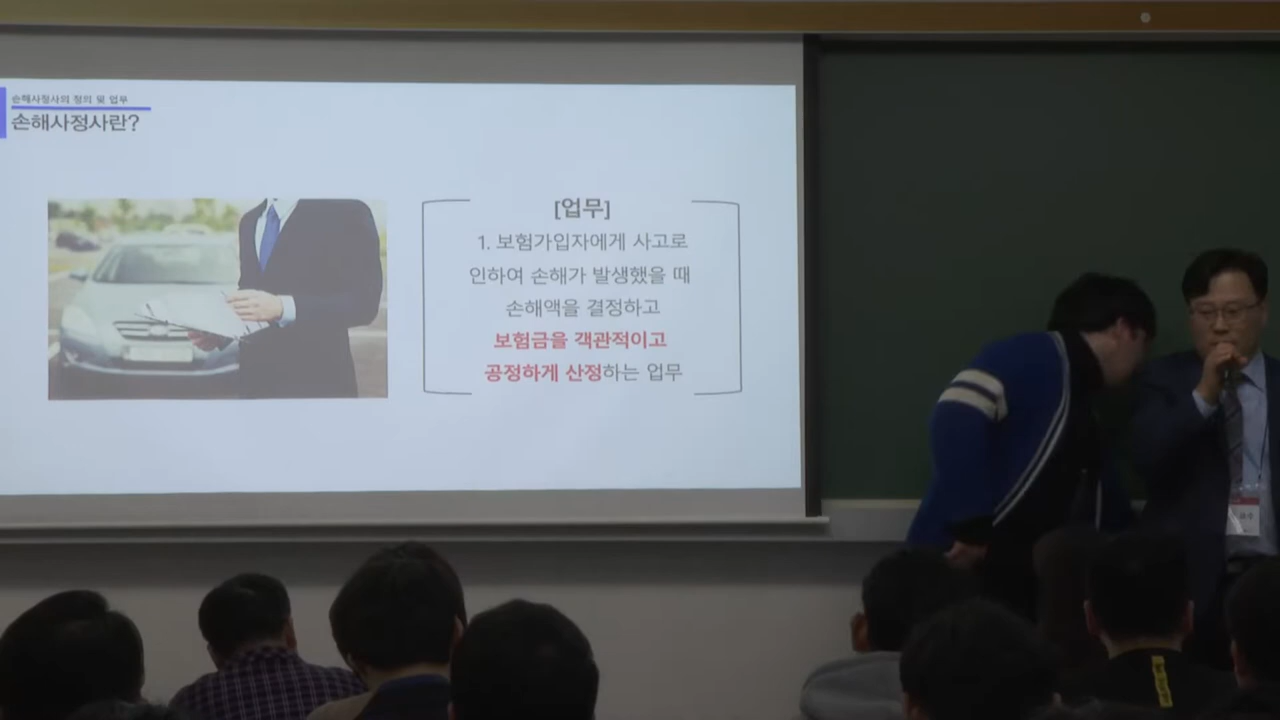 손해사정사의 정의 및 업무
손해사정사란?
[업무]
1. 보험가입자에게 사고로
인하여 손해가 발생했을 때
손해액을 결정하고
보험금을 객관적이고
공정하게 산정하는 업무